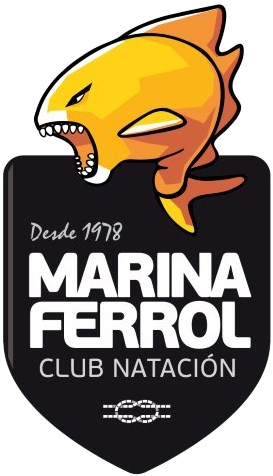 Desde 1978
MARINA
FERROL
CLUB NATACIÓN